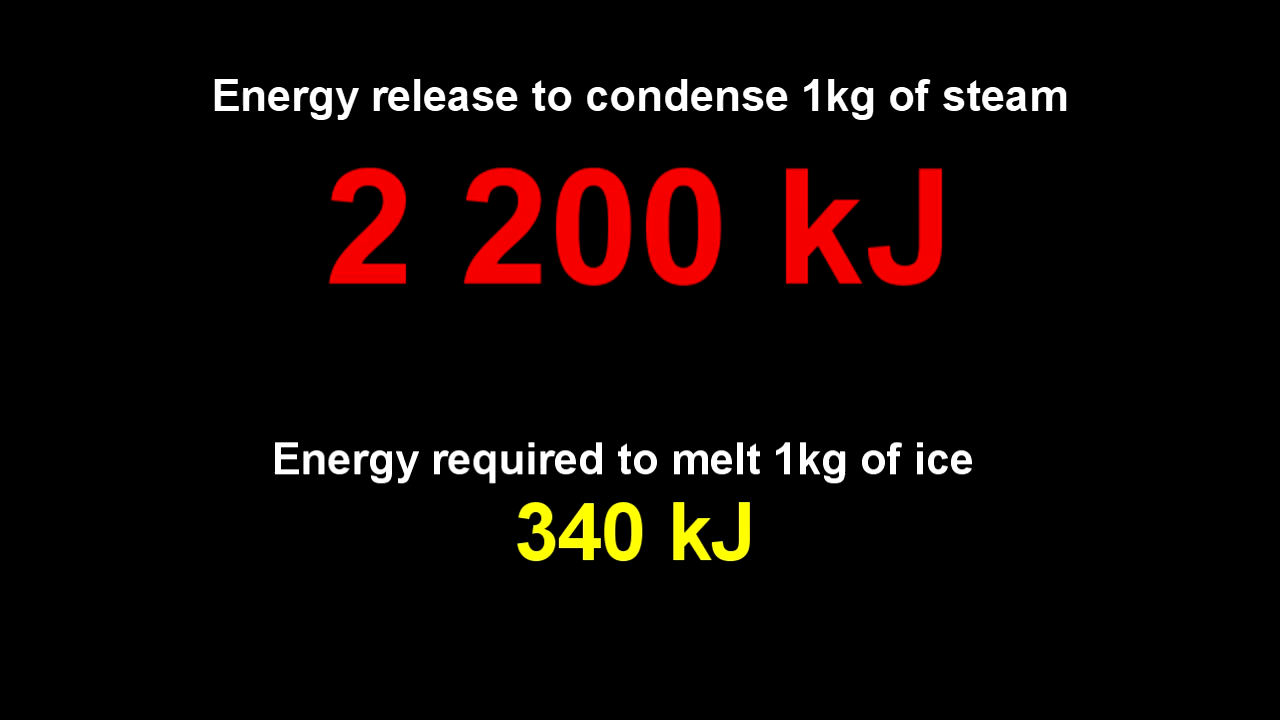 Energy release to condense 1kg of steam
2 200 kJ
Energy required to melt 1kg of ice
340 kJ